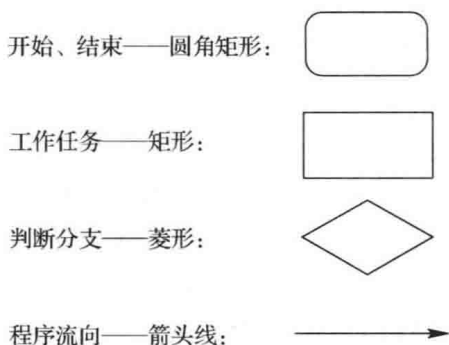 开始、结束——圆角矩形：
工作任务——矩形：
判断分支——菱形：
程序流向——箭头线：